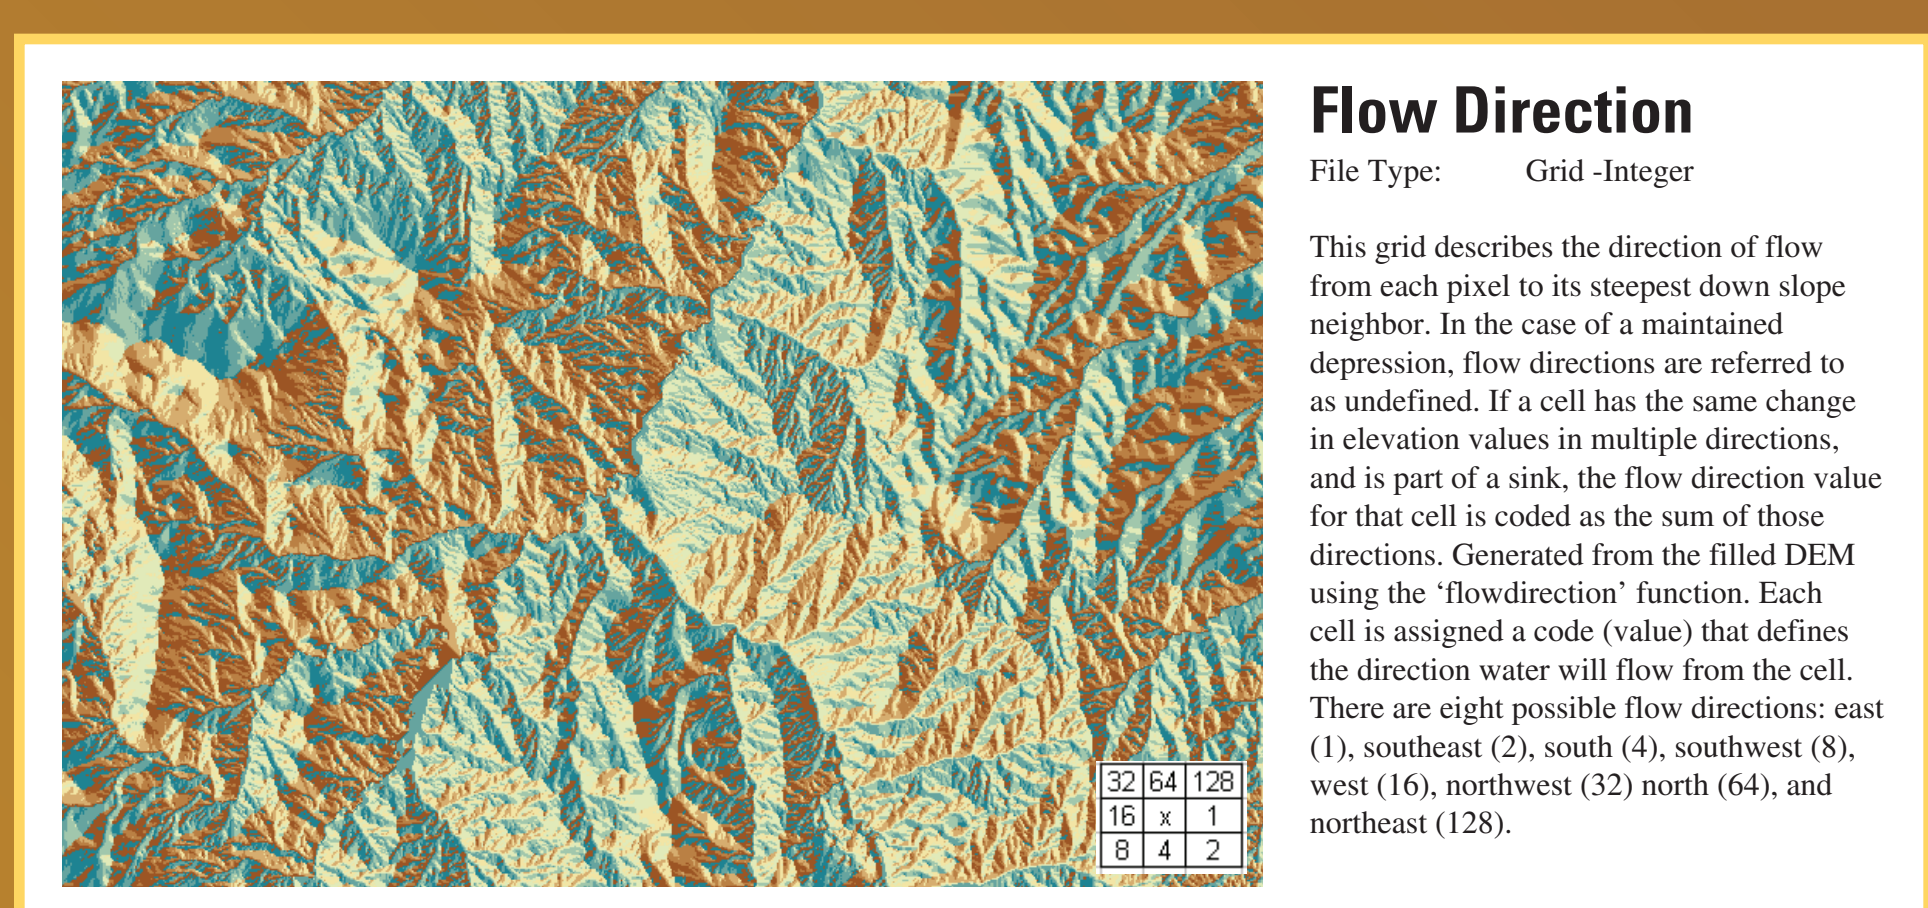 Flow Direction
File Type: Grid -Integer
This grid describes the direction of flow
from each pixel to its steepest down slope
neighbor. In the case of a maintained
depression, flow directions are referred to
as undefined. If a cell has the same change
in elevation values in multiple directions,
and is part of a sink, the flow direction value
for that cell is coded as the sum of those
directions. Generated from the filled DEM
using the ‘flowdirection’ function. Each
cell is assigned a code (value) that defines
the direction water will flow from the cell.
There are eight possible flow directions: east
(1), southeast (2), south (4), southwest (8),
west (16), northwest (32) north (64), and
northeast (128).
32 64 128
16 x 1
8 4 2